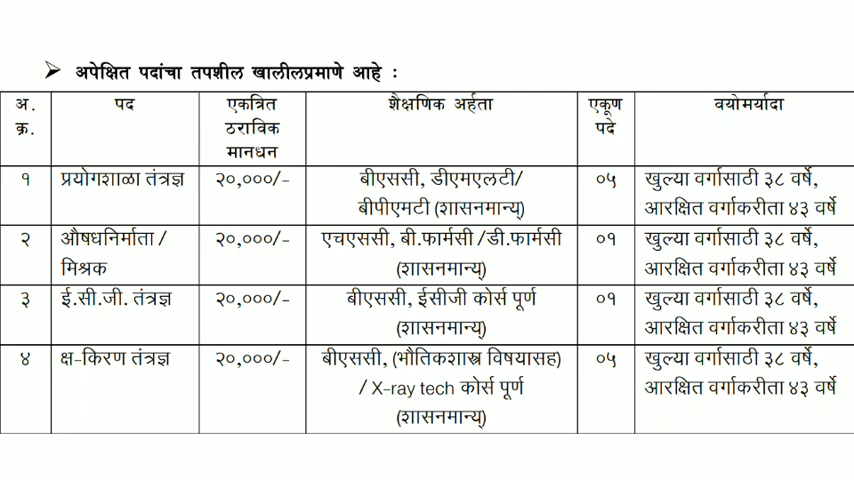 ➢ अपेक्षित पदांचा तपशील खालीलप्रमाणे आहे :
अ. क्र. | पद | एकत्रित ठराविक मानधन | शैक्षणिक अर्हता | एकूण पदे | वयोमर्यादा
१ | प्रयोगशाळा तंत्रज्ञ | २०,०००/- | बीएससी, डीएमएलटी/ | ०५ | खुल्या वर्गासाठी ३८ वर्षे,
बीपीएमटी (शासनमान्य्) | आरक्षित वर्गाकरीता ४३ वर्षे
२ | औषधनिर्माता / | २०,०००/- | एचएससी, बी.फार्मसी /डी.फार्मसी | ०१ | खुल्या वर्गासाठी ३८ वर्षे,
मिश्रक | (शासनमान्य्) | आरक्षित वर्गाकरीता ४३ वर्षे
३ | ई.सी.जी. तंत्रज्ञ | २०,०००/- | बीएससी, ईसीजी कोर्स पूर्ण | ०१ | खुल्या वर्गासाठी ३८ वर्षे,
(शासनमान्य्) | आरक्षित वर्गाकरीता ४३ वर्षे
४ | क्ष-किरण तंत्रज्ञ | २०,०००/- | बीएससी, (भौतिकशास्त्र विषयासह) | ०५ | खुल्या वर्गासाठी ३८ वर्षे,
/ X-ray tech कोर्स पूर्ण | आरक्षित वर्गाकरीता ४३ वर्षे
(शासनमान्य्)